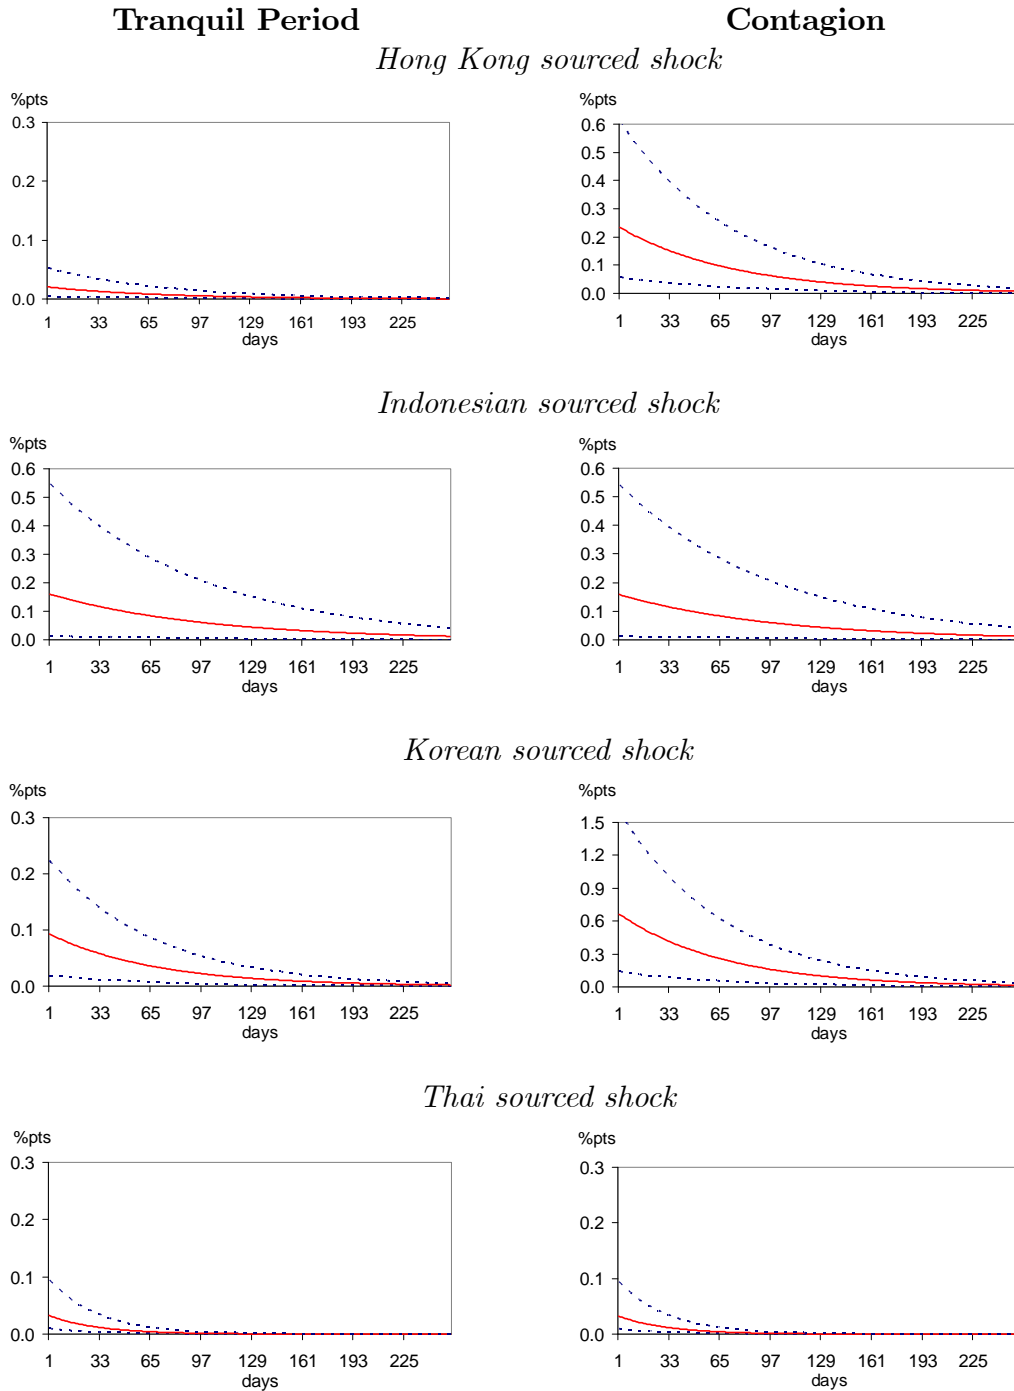 Tranquil Period Contagion
Hong Kong sourced shock
%pts %pts
0.3 0.6
0.5
0.2 0.4
0.3
0.1 0.2
0.1
0.0 0.0
1 33 65 97 129 161 193 225 1 33 65 97 129 161 193 225
days days
Indonesian sourced shock
%pts %pts
0.6 0.6
0.5 0.5
0.4 0.4
0.3 0.3
0.2 0.2
0.1 0.1
0.0 0.0
1 33 65 97 129 161 193 225 1 33 65 97 129 161 193 225
days days
Korean sourced shock
%pts %pts
0.3 1.5
1.2
0.2 0.9
0.6
0.1 0.3
0.0 0.0
1 33 65 97 129 161 193 225 1 33 65 97 129 161 193 225
days days
Thai sourced shock
%pts %pts
0.3 0.3
0.2 0.2
0.1 0.1
0.0 0.0
1 33 65 97 129 161 193 225 1 33 65 97 129 161 193 225
days days